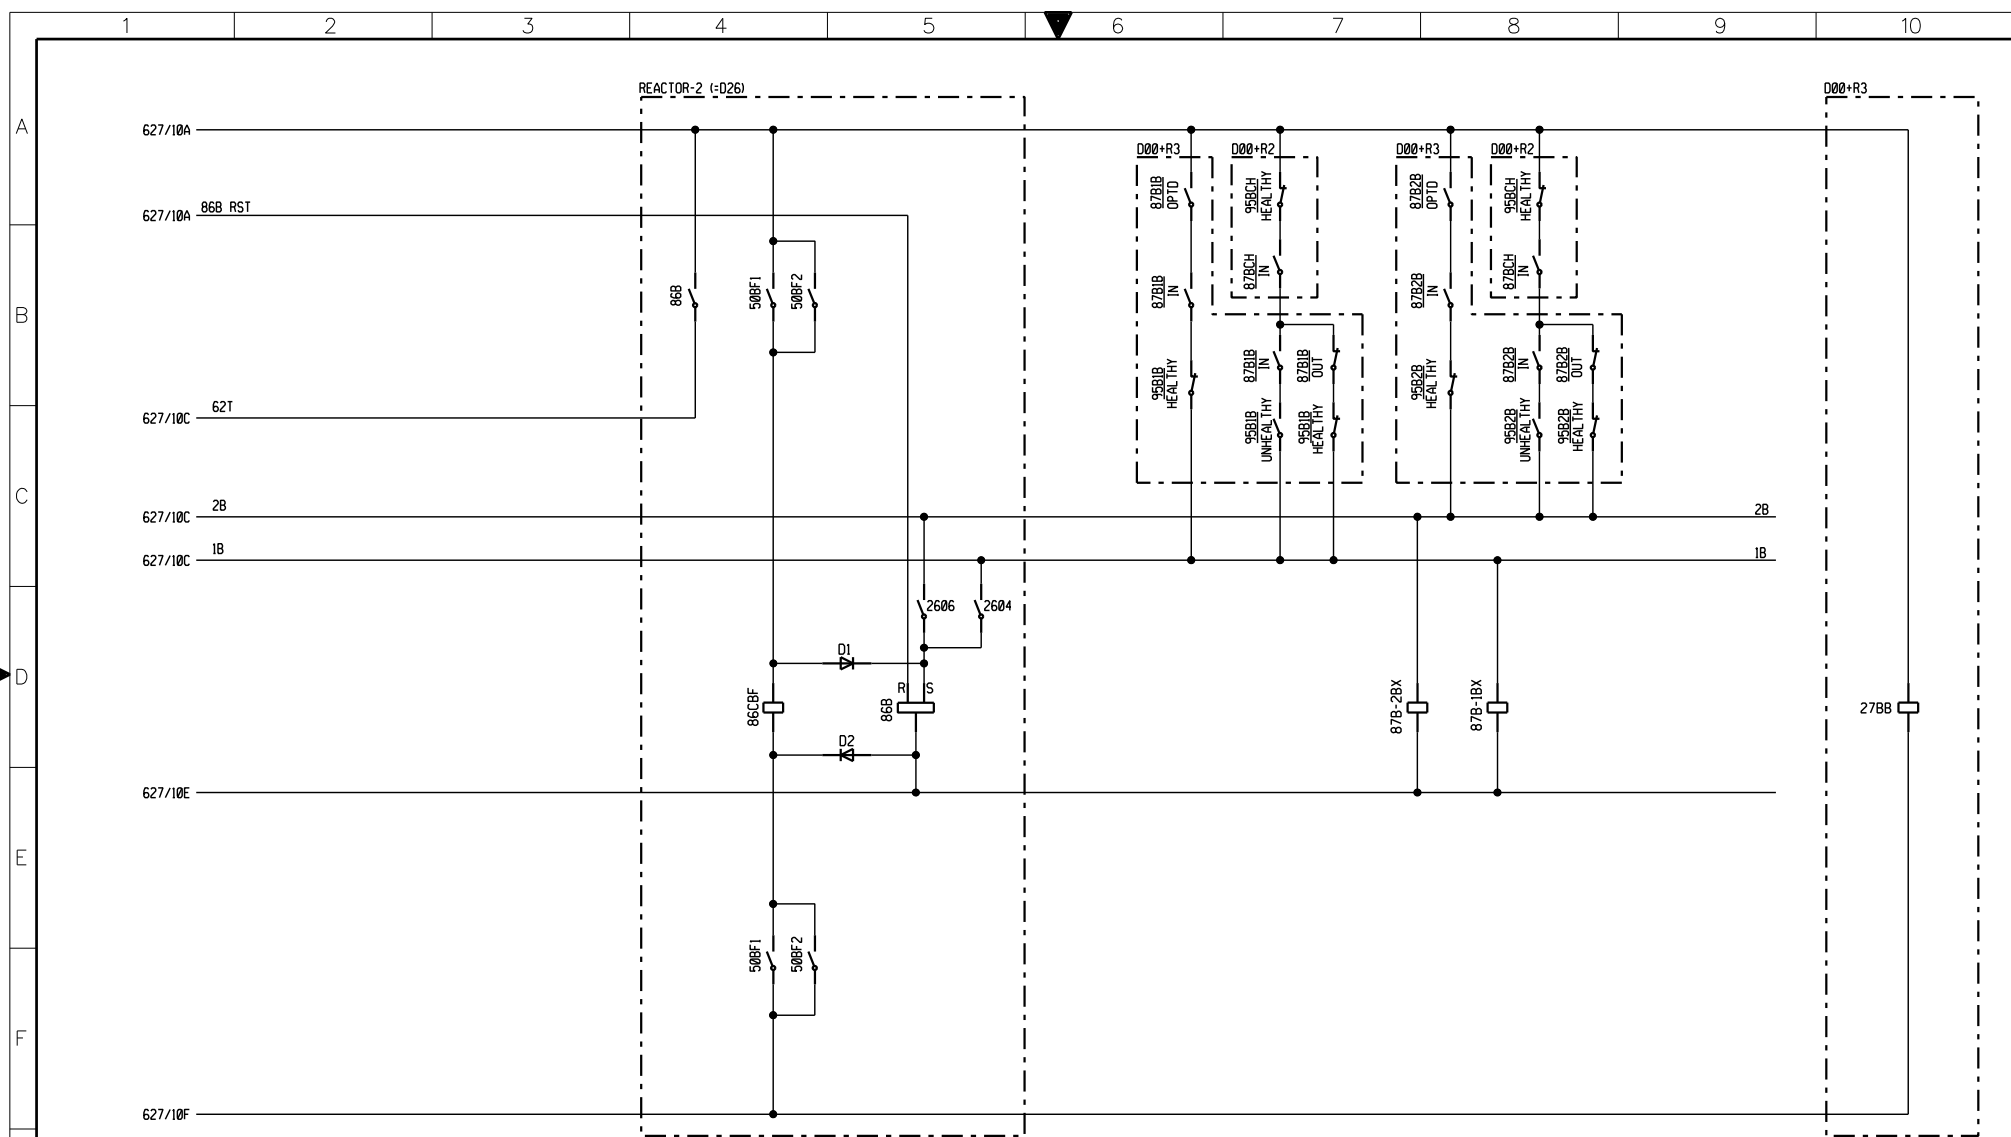 1 2 3 4 5 6 7 8 9 10
REACTOR-2 (=D26)
D00+R3
A
627/10A
D00+R3
D00+R2
D00+R3
D00+R2
87B1B
OPTD
95BCH
HEALTHY
87B2B
OPTD
95BCH
HEALTHY
627/10A
86B RST
B
86B
50BF1
50BF2
87B1B
IN
87BCH
IN
87B2B
IN
87BCH
IN
95B1B
HEALTHY
87B1B
IN
87B1B
OUT
95B2B
HEALTHY
87B2B
IN
87B2B
OUT
627/10C
62T
95B1B
UNHEALTHY
95B1B
HEALTHY
95B2B
UNHEALTHY
95B2B
HEALTHY
C
627/10C
2B
2B
627/10C
1B
1B
2606
2604
D
D1
R
S
86CBF
86B
87B-2BX
87B-1BX
27BB
D2
627/10E
E
50BF1
50BF2
F
627/10F